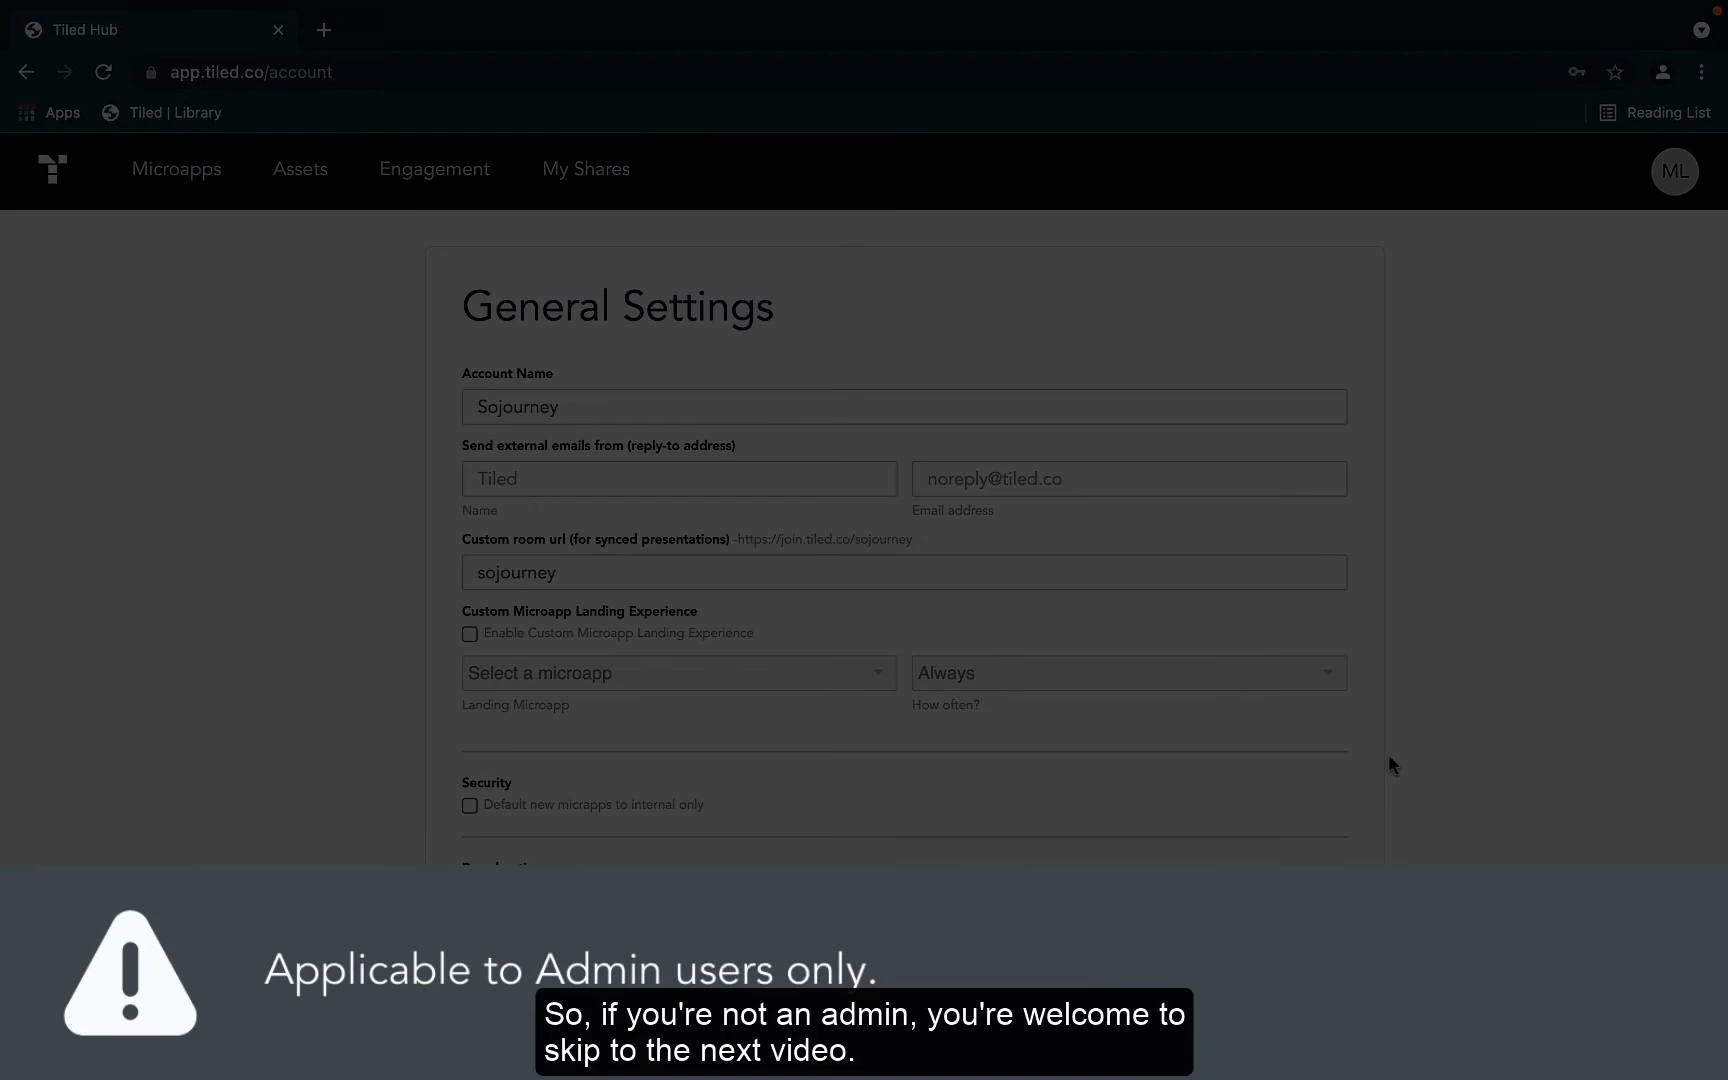 Tiled Hub
app.tiled.co/account
Apps
Tiled | Library
Reading List
Microapps
Assets
Engagement
My Shares
ML
General Settings
Account Name
Sojourney
Send external emails from (reply-to address)
Tiled
noreply@tiled.co
Name
Email address
Custom room url (for synced presentations) -https://join.tiled.co/sojourney
sojourney
Custom Microapp Landing Experience
Enable Custom Microapp Landing Experience
Select a microapp
Always
Landing Microapp
How often?
Security
Default new micrapps to internal only
Applicable to Admin users only.
So, if you're not an admin, you're welcome to
skip to the next video.